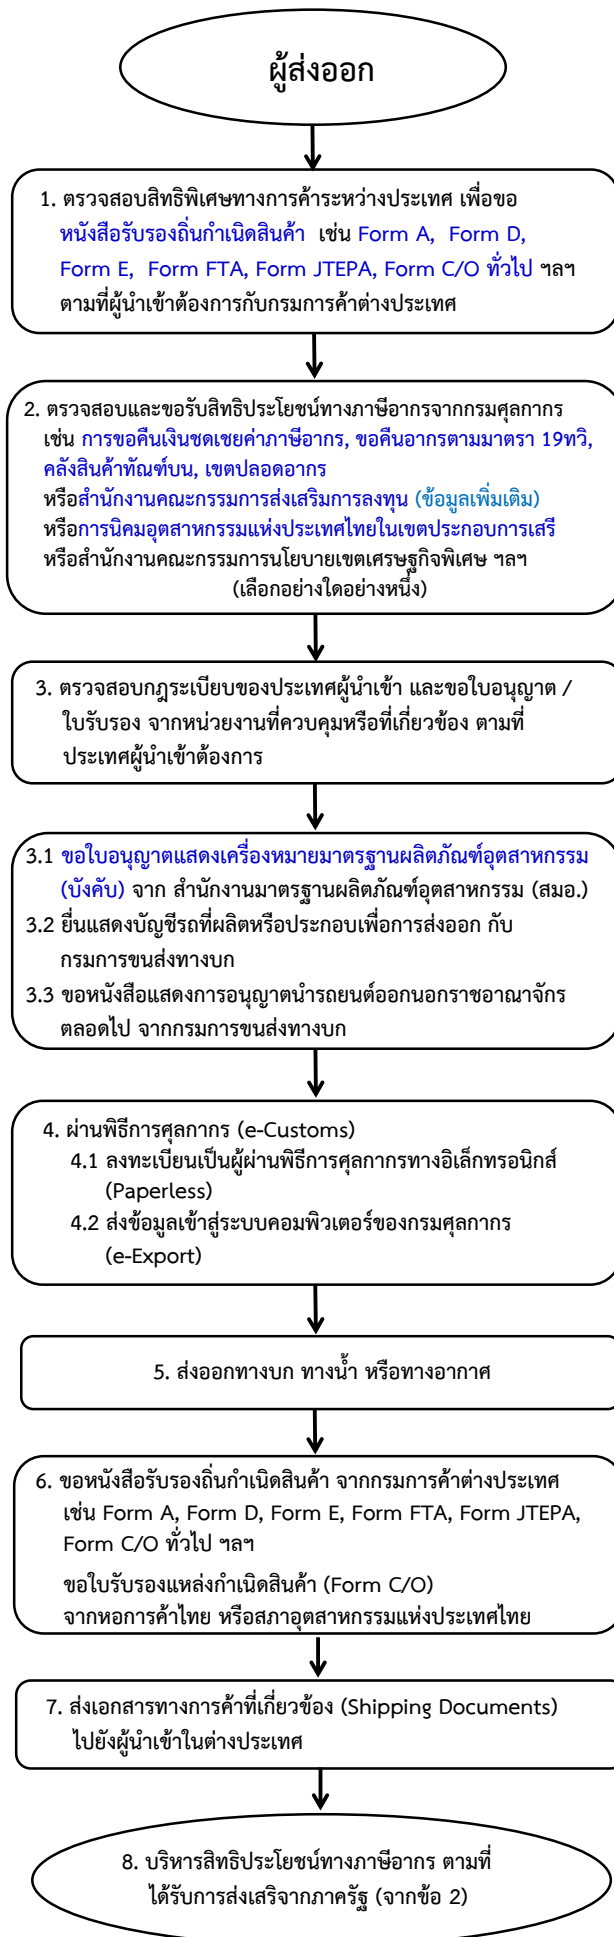 ผู้ส่งออก
1. ตรวจสอบสิทธิพิเศษทางการค้าระหว่างประเทศ เพื่อขอ
หนังสือรับรองถิ่นกำเนิดสินค้า เช่น Form A, Form D,
Form E, Form FTA, Form JTEPA, Form C/O ทั่วไป ฯลฯ
ตามที่ผู้นำเข้าต้องการกับกรมการค้าต่างประเทศ
2. ตรวจสอบและขอรับสิทธิประโยชน์ทางภาษีอากรจากกรมศุลกากร
เช่น การขอคืนเงินชดเชยค่าภาษีอากร, ขอคืนอากรตามมาตรา 19ทวิ,
คลังสินค้าทัณฑ์บน, เขตปลอดอากร
หรือสำนักงานคณะกรรมการส่งเสริมการลงทุน (ข้อมูลเพิ่มเติม)
หรือการนิคมอุตสาหกรรมแห่งประเทศไทยในเขตประกอบการเสรี
หรือสำนักงานคณะกรรมการนโยบายเขตเศรษฐกิจพิเศษ ฯลฯ
(เลือกอย่างใดอย่างหนึ่ง)
3. ตรวจสอบกฎระเบียบของประเทศผู้นำเข้า และขอใบอนุญาต /
ใบรับรอง จากหน่วยงานที่ควบคุมหรือที่เกี่ยวข้อง ตามที่
ประเทศผู้นำเข้าต้องการ
3.1 ขอใบอนุญาตแสดงเครื่องหมายมาตรฐานผลิตภัณฑ์อุตสาหกรรม
(บังคับ) จาก สำนักงานมาตรฐานผลิตภัณฑ์อุตสาหกรรม (สมอ.)
3.2 ยื่นแสดงบัญชีรถที่ผลิตหรือประกอบเพื่อการส่งออก กับ
กรมการขนส่งทางบก
3.3 ขอหนังสือแสดงการอนุญาตนำรถยนต์ออกนอกราชอาณาจักร
ตลอดไป จากกรมการขนส่งทางบก
4. ผ่านพิธีการศุลกากร (e-Customs)
4.1 ลงทะเบียนเป็นผู้ผ่านพิธีการศุลกากรทางอิเล็กทรอนิกส์
(Paperless)
4.2 ส่งข้อมูลเข้าสู่ระบบคอมพิวเตอร์ของกรมศุลกากร
(e-Export)
5. ส่งออกทางบก ทางน้ำ หรือทางอากาศ
6. ขอหนังสือรับรองถิ่นกำเนิดสินค้า จากกรมการค้าต่างประเทศ
เช่น Form A, Form D, Form E, Form FTA, Form JTEPA,
Form C/O ทั่วไป ฯลฯ
ขอใบรับรองแหล่งกำเนิดสินค้า (Form C/O)
จากหอการค้าไทย หรือสภาอุตสาหกรรมแห่งประเทศไทย
7. ส่งเอกสารทางการค้าที่เกี่ยวข้อง (Shipping Documents)
ไปยังผู้นำเข้าในต่างประเทศ
8. บริหารสิทธิประโยชน์ทางภาษีอากร ตามที่
ได้รับการส่งเสริมจากภาครัฐ (จากข้อ 2)